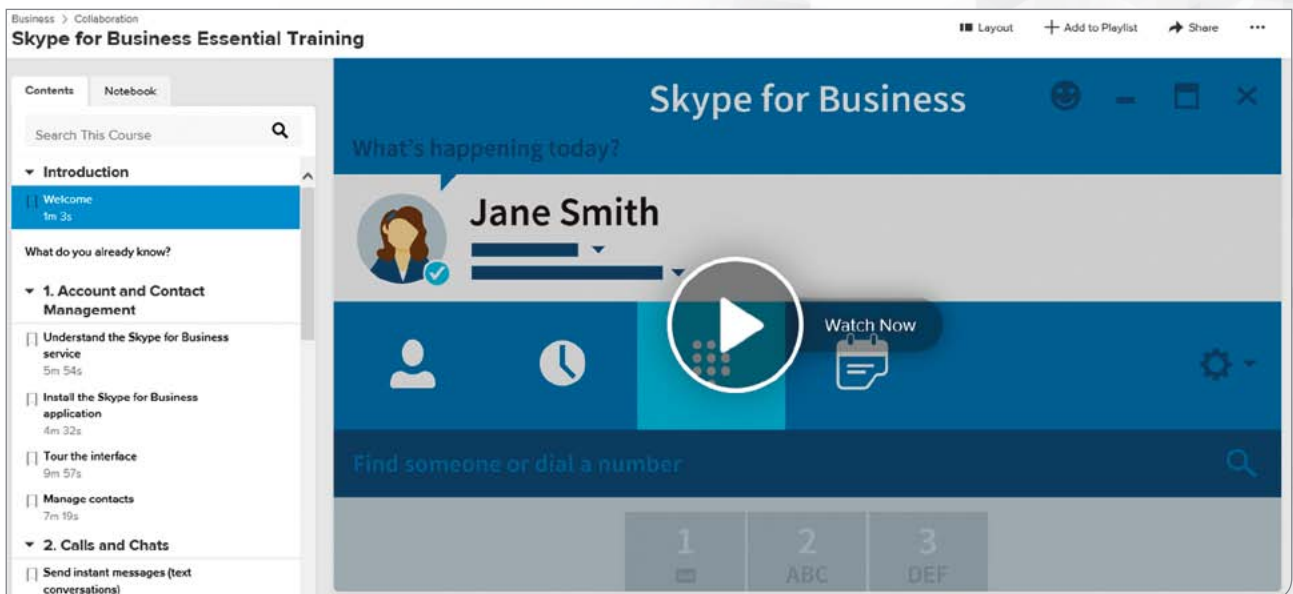 Business > Collaboration
Skype for Business Essential Training
Layout
Add to Playlist
Share
Contents
Notebook
Search This Course
Introduction
Welcome
1m 3s
What do you already know?
1. Account and Contact
Management
Understand the Skype for Business
service
5m 54s
Install the Skype for Business
application
4m 32s
Tour the interface
9m 57s
Manage contacts
7m 19s
2. Calls and Chats
Send instant messages (text
conversations)
Skype for Business
What's happening today?
Jane Smith
Watch Now
Find someone or dial a number
1 2 3
ABC DEF